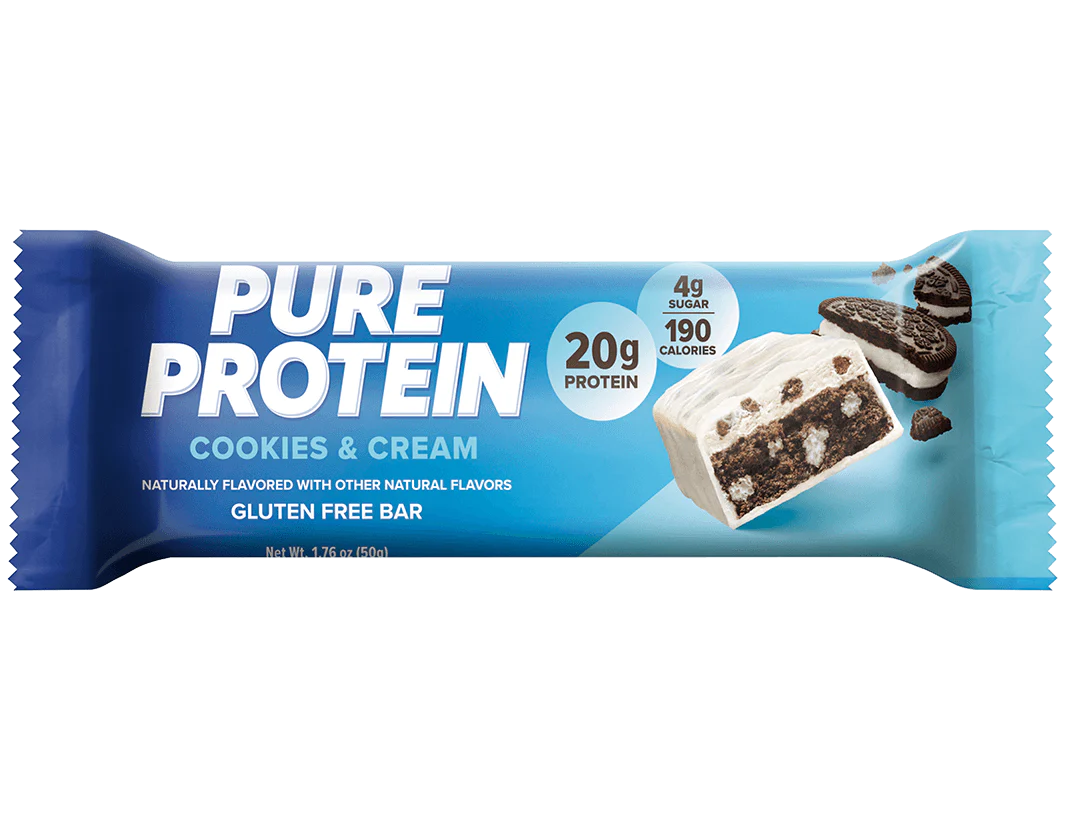 PURE
PROTEIN
COOKIES & CREAM
NATURALLY FLAVORED WITH OTHER NATURAL FLAVORS
GLUTEN FREE BAR
Net Wt. 1.76 oz (50g)
20g
PROTEIN
4g
SUGAR
190
CALORIES